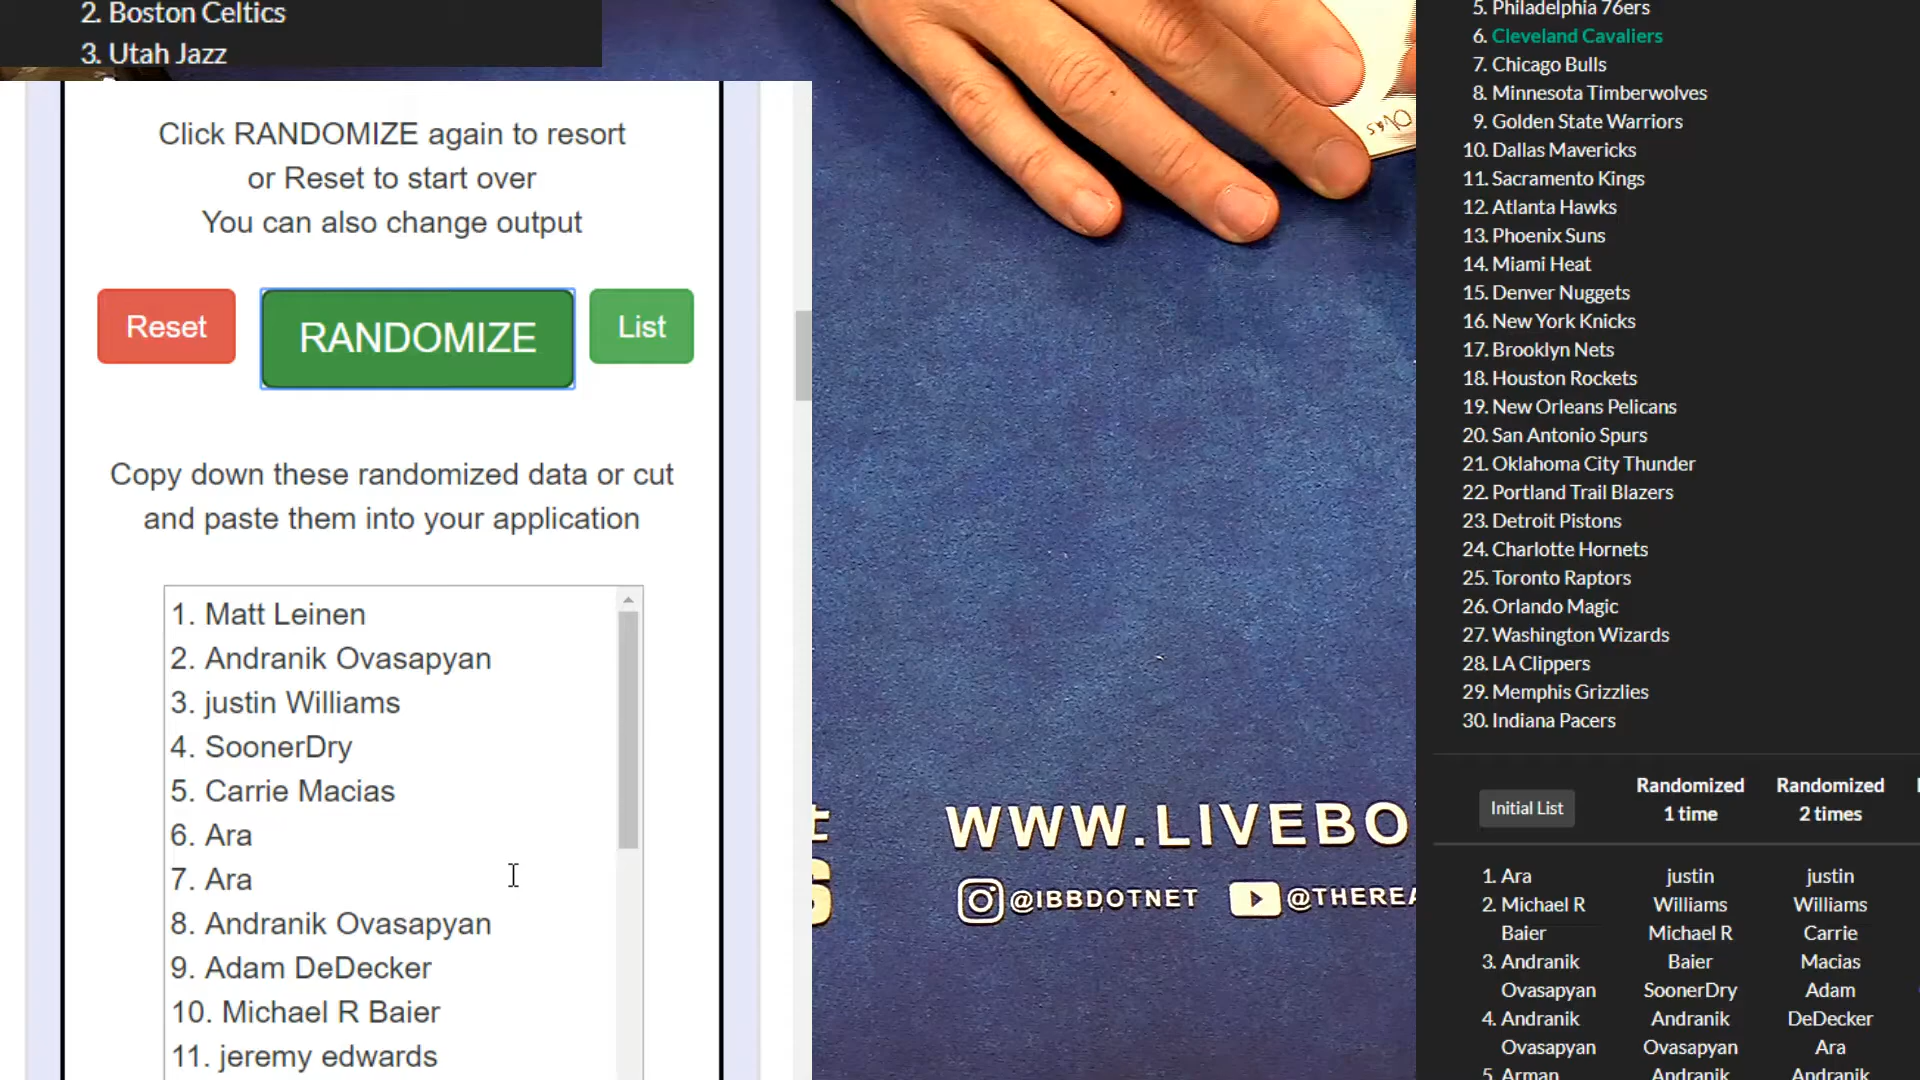 2. Boston Celtics
3. Utah Jazz
Click RANDOMIZE again to resort
or Reset to start over
You can also change output
Reset
RANDOMIZE
List
Copy down these randomized data or cut
and paste them into your application
1. Matt Leinen
2. Andranik Ovasapyan
3. justin Williams
4. SoonerDry
5. Carrie Macias
6. Ara
7. Ara
8. Andranik Ovasapyan
9. Adam DeDecker
10. Michael R Baier
11. jeremy edwards
Ovas
WWW.LIVEBO
@IBBDOTNET
@THEREA
5. Philadelphia 76ers
6. Cleveland Cavaliers
7. Chicago Bulls
8. Minnesota Timberwolves
9. Golden State Warriors
10. Dallas Mavericks
11. Sacramento Kings
12. Atlanta Hawks
13. Phoenix Suns
14. Miami Heat
15. Denver Nuggets
16. New York Knicks
17. Brooklyn Nets
18. Houston Rockets
19. New Orleans Pelicans
20. San Antonio Spurs
21. Oklahoma City Thunder
22. Portland Trail Blazers
23. Detroit Pistons
24. Charlotte Hornets
25. Toronto Raptors
26. Orlando Magic
27. Washington Wizards
28. LA Clippers
29. Memphis Grizzlies
30. Indiana Pacers
Initial List
Randomized
1 time
Randomized
2 times
1. Ara
2. Michael R
Baier
3. Andranik
Ovasapyan
4. Andranik
Ovasapyan
5. Arman
justin
Williams
Michael R
Baier
SoonerDry
Andranik
Ovasapyan
Andranik
justin
Williams
Carrie
Macias
Adam
DeDecker
Ara
Andranik